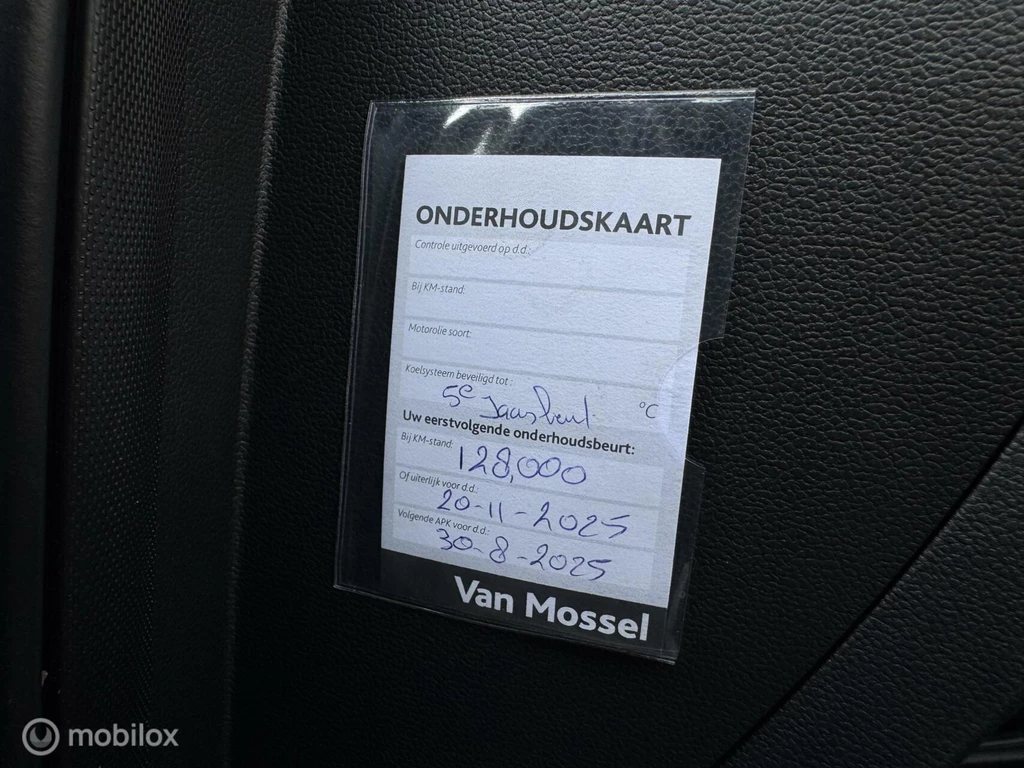 ONDERHOUDSKAART
Controle uitgevoerd op d.d.:
Bij KM-stand:
Motorolie soort:
Koelsysteem beveiligd tot :
5e Jaarsbeurt °C
Uw eerstvolgende onderhoudsbeurt:
Bij KM-stand: 128,000
Of uiterlijk voor d.d.: 20-11-2025
Volgende APK voor d.d.: 30-8-2025
Van Mossel
mobilox